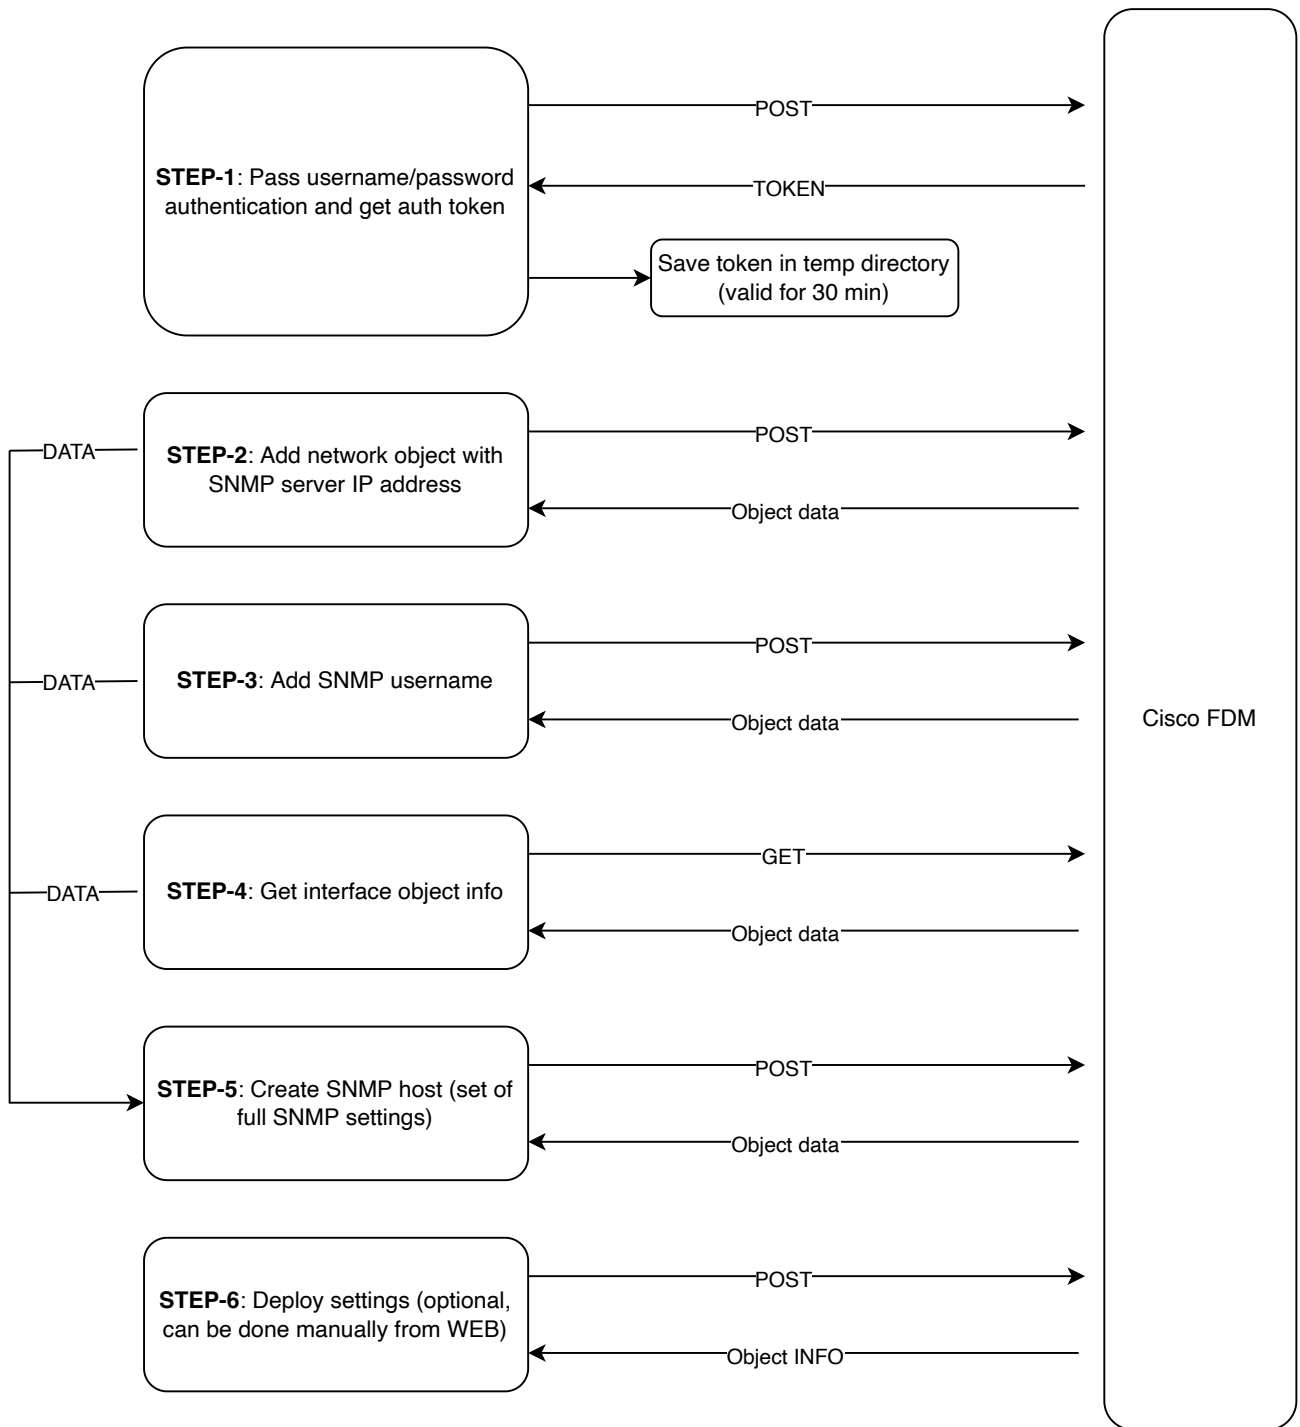 POST
STEP-1: Pass username/password
authentication and get auth token
TOKEN
Save token in temp directory
(valid for 30 min)
DATA
STEP-2: Add network object with
SNMP server IP address
POST
Object data
DATA
STEP-3: Add SNMP username
POST
Object data
Cisco FDM
DATA
STEP-4: Get interface object info
GET
Object data
STEP-5: Create SNMP host (set of
full SNMP settings)
POST
Object data
STEP-6: Deploy settings (optional,
can be done manually from WEB)
POST
Object INFO